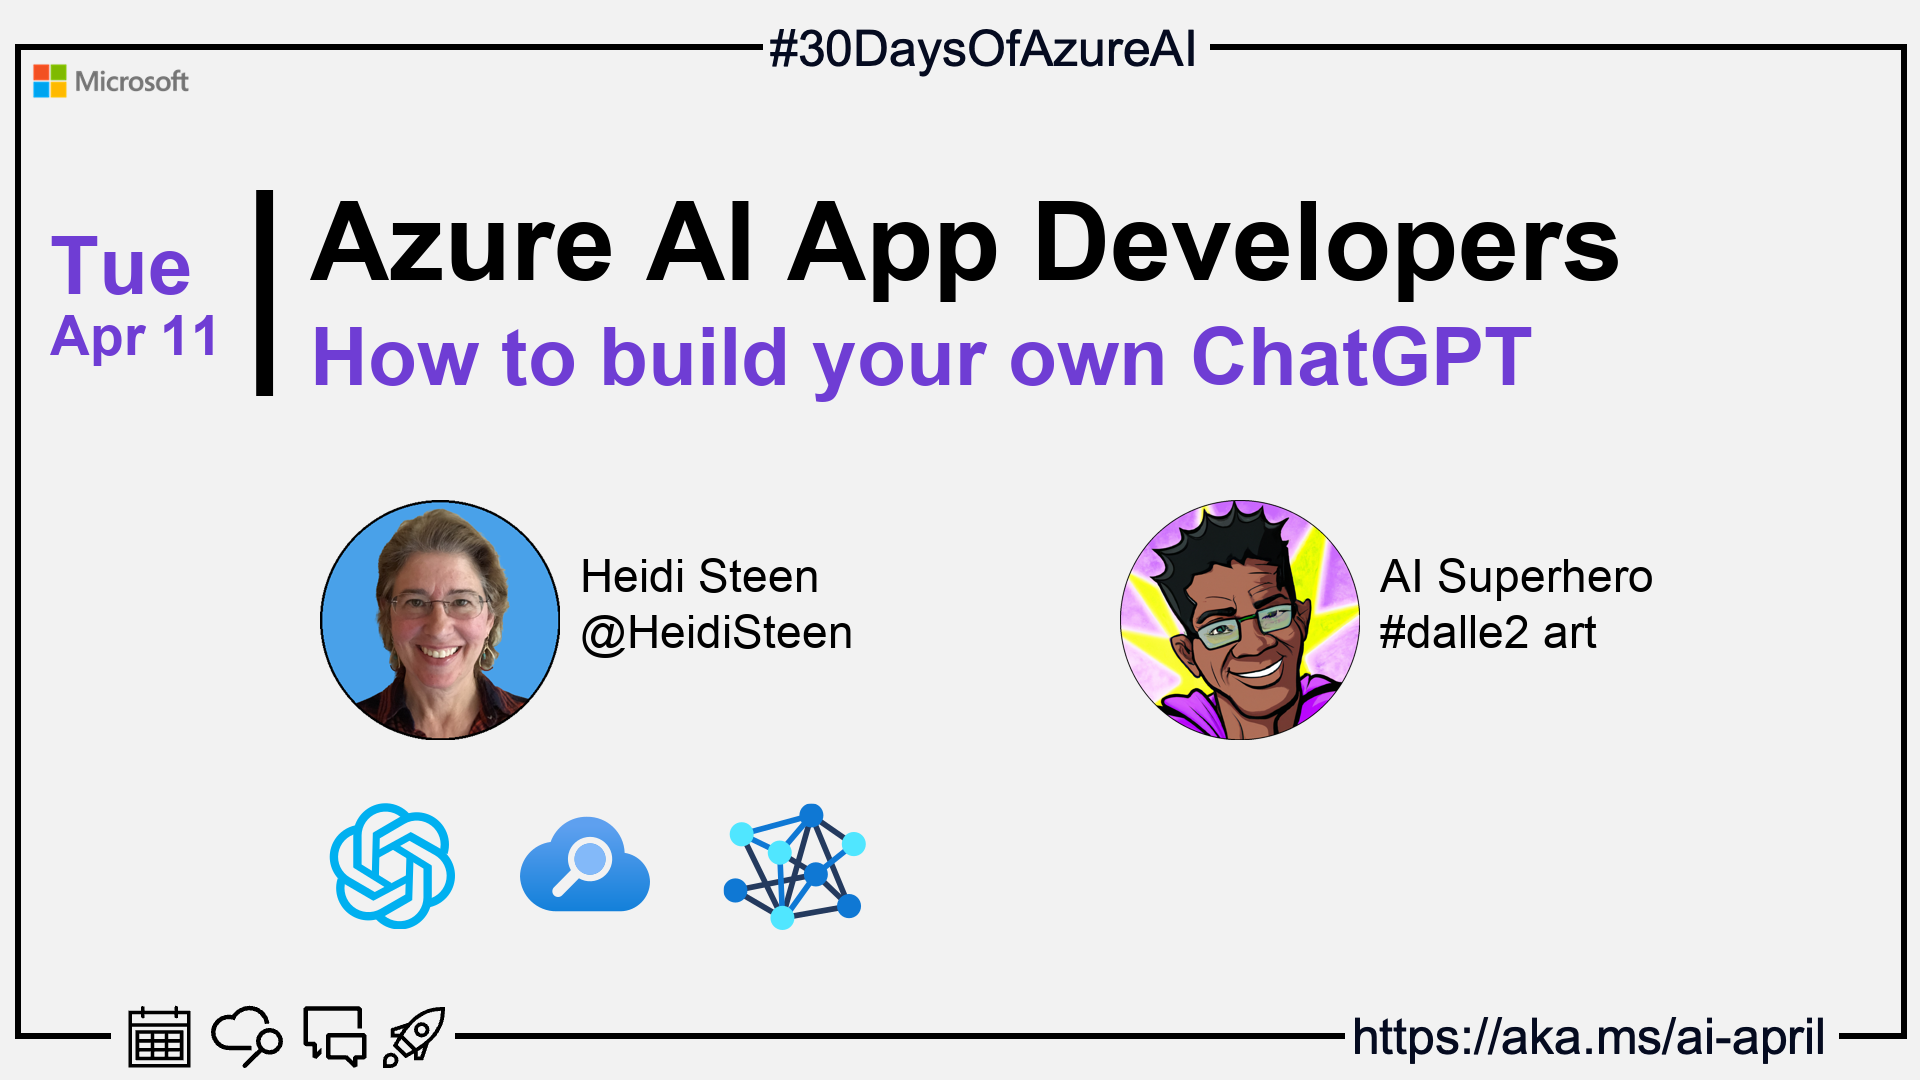 #30DaysOfAzureAI
Microsoft
Tue
Apr 11
Azure AI App Developers
How to build your own ChatGPT
Heidi Steen
@HeidiSteen
AI Superhero
#dalle2 art
https://aka.ms/ai-april